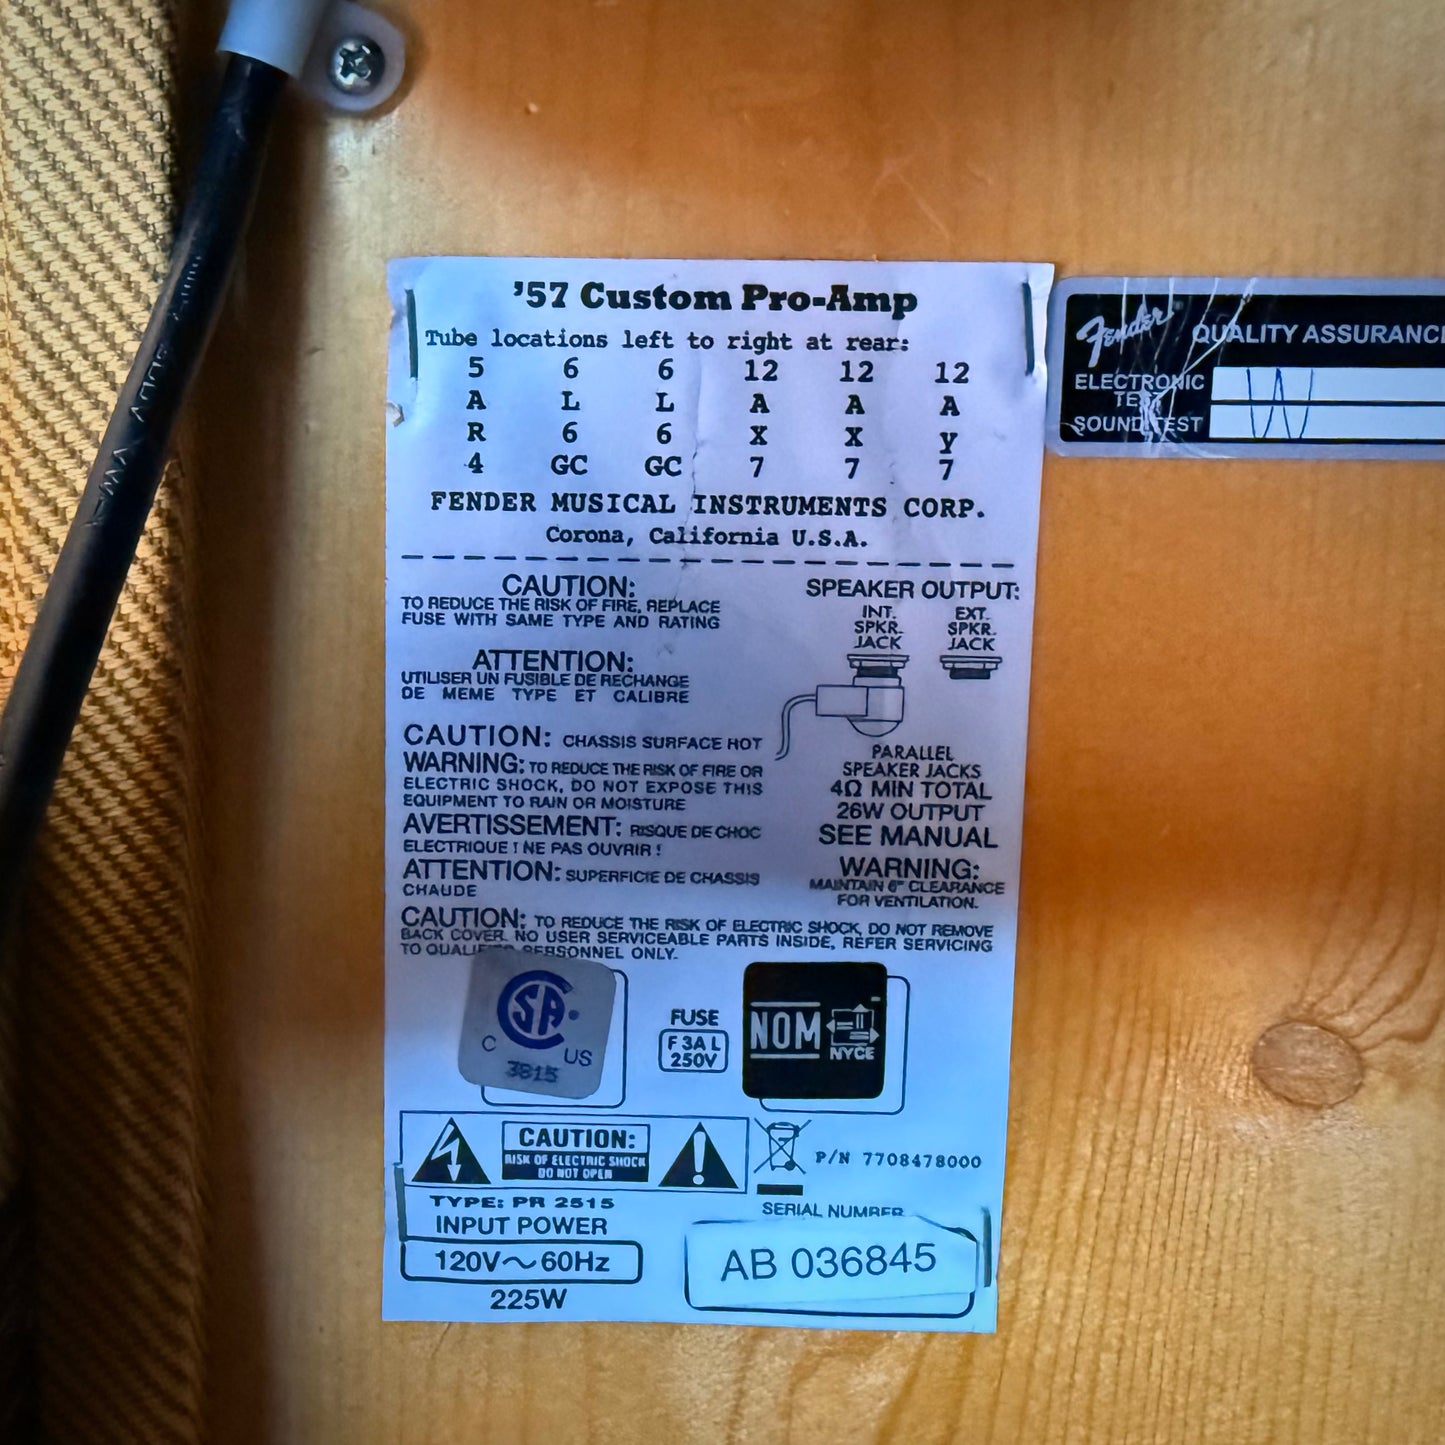 '57 Custom Pro-Amp
Tube locations left to right at rear:
5 6 6 12 12 12
A L L A A A
R 6 6 X X y
4 GC GC 7 7 7
FENDER MUSICAL INSTRUMENTS CORP.
Corona, California U.S.A.
Fender
QUALITY ASSURANC
ELECTRONIC
TEST
SOUND TEST
W
CAUTION:
TO REDUCE THE RISK OF FIRE, REPLACE
FUSE WITH SAME TYPE AND RATING
ATTENTION:
UTILISER UN FUSIBLE DE RECHANGE
DE MEME TYPE ET CALIBRE
CAUTION: CHASSIS SURFACE HOT
WARNING: TO REDUCE THE RISK OF FIRE OR
ELECTRIC SHOCK, DO NOT EXPOSE THIS
EQUIPMENT TO RAIN OR MOISTURE
AVERTISSEMENT: RISQUE DE CHOC
ELECTRIQUE ! NE PAS OUVRIR !
ATTENTION: SUPERFICIE DE CHASSIS
CHAUDE
SPEAKER OUTPUT:
INT. EXT.
SPKR. SPKR.
JACK JACK
PARALLEL
SPEAKER JACKS
4Ω MIN TOTAL
26W OUTPUT
SEE MANUAL
WARNING:
MAINTAIN 6" CLEARANCE
FOR VENTILATION.
CAUTION: TO REDUCE THE RISK OF ELECTRIC SHOCK, DO NOT REMOVE
BACK COVER. NO USER SERVICEABLE PARTS INSIDE, REFER SERVICING
TO QUALIFIED PERSONNEL ONLY.
CSA ®
C US
3B15
FUSE
F 3A L
250V
NOM
NYCE
CAUTION:
RISK OF ELECTRIC SHOCK
DO NOT OPEN
P/N 7708478000
TYPE: PR 2515
INPUT POWER
120V～60Hz
225W
SERIAL NUMBER
AB 036845